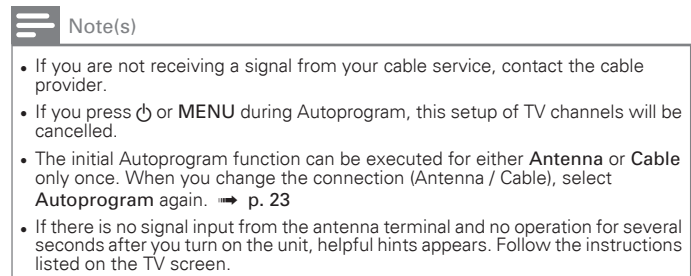 Note(s)
• If you are not receiving a signal from your cable service, contact the cable
provider.
• If you press ⏻ or MENU during Autoprogram, this setup of TV channels will be
cancelled.
• The initial Autoprogram function can be executed for either Antenna or Cable
only once. When you change the connection (Antenna / Cable), select
Autoprogram again. ➟ p. 23
• If there is no signal input from the antenna terminal and no operation for several
seconds after you turn on the unit, helpful hints appears. Follow the instructions
listed on the TV screen.